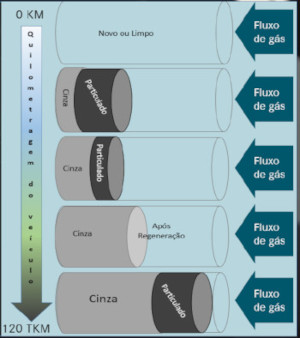 0 KM
Quilometragem do veículo
120 TKM
Novo ou Limpo
Fluxo
de gás
Cinza
Particulado
Fluxo
de gás
Cinza
Particulado
Fluxo
de gás
Cinza
Após
Regeneração
Fluxo
de gás
Cinza
Particulado
Fluxo
de gás